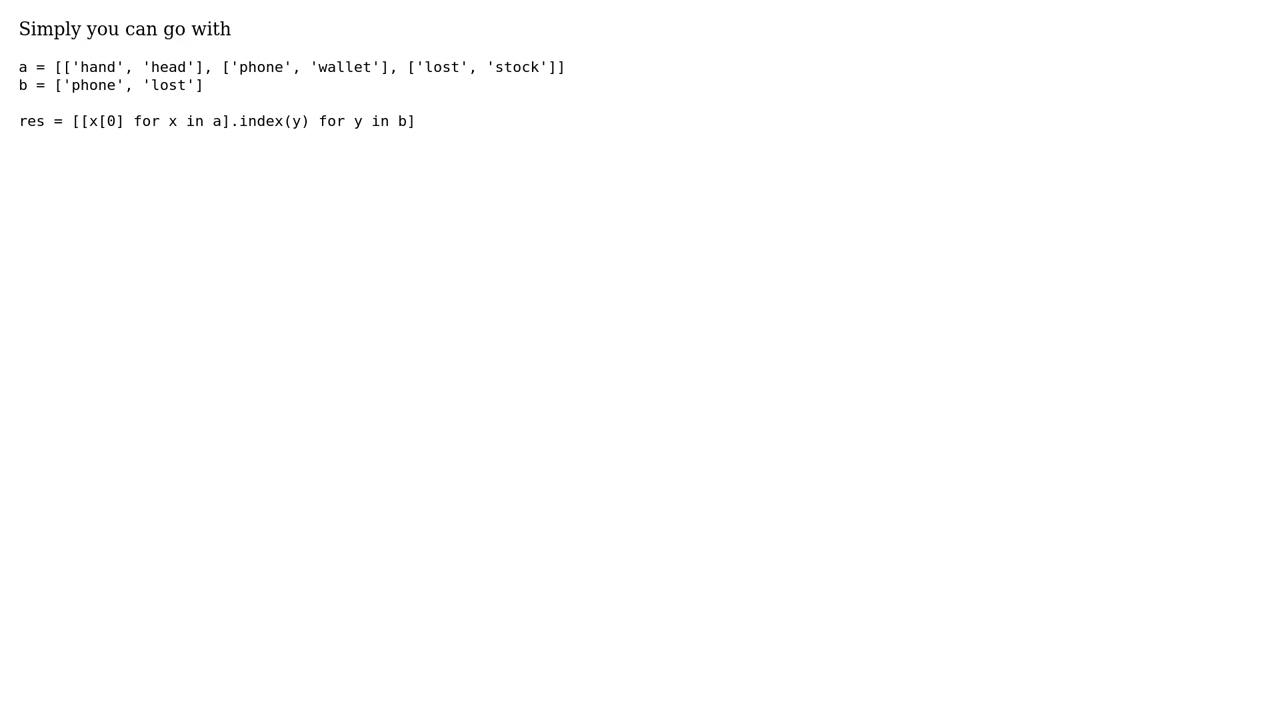 Simply you can go with
a = [['hand', 'head'], ['phone', 'wallet'], ['lost', 'stock']]
b = ['phone', 'lost']
res = [[x[0] for x in a].index(y) for y in b]